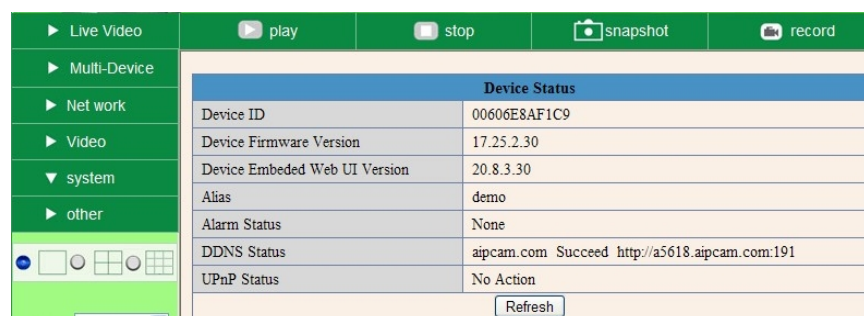 Live Video
play
stop
snapshot
record
Multi-Device
Net work
Video
system
other
Device Status
Device ID 00606E8AF1C9
Device Firmware Version 17.25.2.30
Device Embeded Web UI Version 20.8.3.30
Alias demo
Alarm Status None
DDNS Status aipcam.com Succeed http://a5618.aipcam.com:191
UPnP Status No Action
Refresh